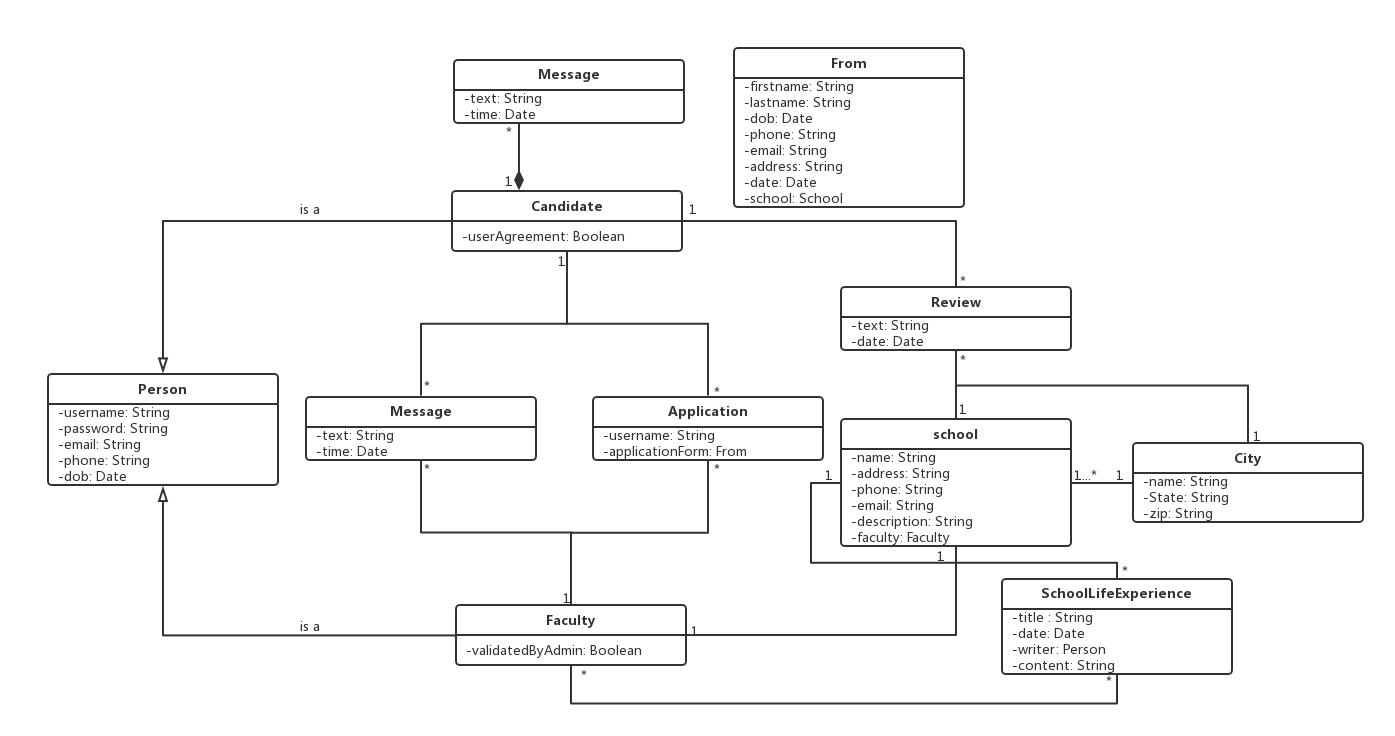 Message
-text: String
-time: Date
*
1
From
-firstname: String
-lastname: String
-dob: Date
-phone: String
-email: String
-address: String
-date: Date
-school: School
is a
Candidate
-userAgreement: Boolean
1
1
*
Review
-text: String
-date: Date
*
Person
-username: String
-password: String
-email: String
-phone: String
-dob: Date
*
Message
-text: String
-time: Date
*
*
Application
-username: String
-applicationForm: From
*
1
school
-name: String
-address: String
-phone: String
-email: String
-description: String
-faculty: Faculty
1
1...*
1
1
City
-name: String
-State: String
-zip: String
1
*
SchoolLifeExperience
-title : String
-date: Date
-writer: Person
-content: String
*
is a
1
Faculty
-validatedByAdmin: Boolean
1
*